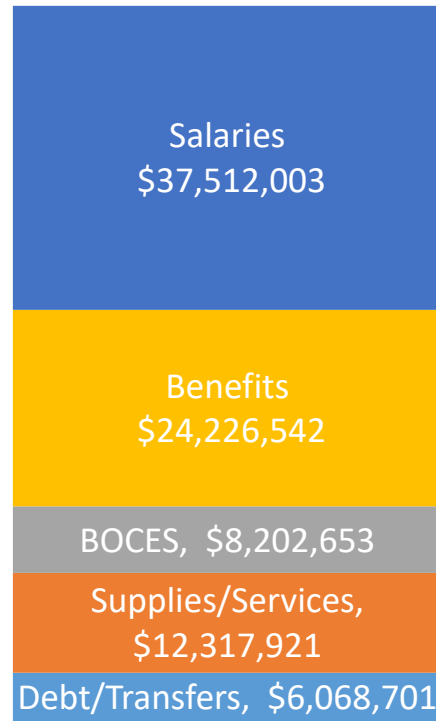 Salaries
$37,512,003
Benefits
$24,226,542
BOCES, $8,202,653
Supplies/Services,
$12,317,921
Debt/Transfers, $6,068,701